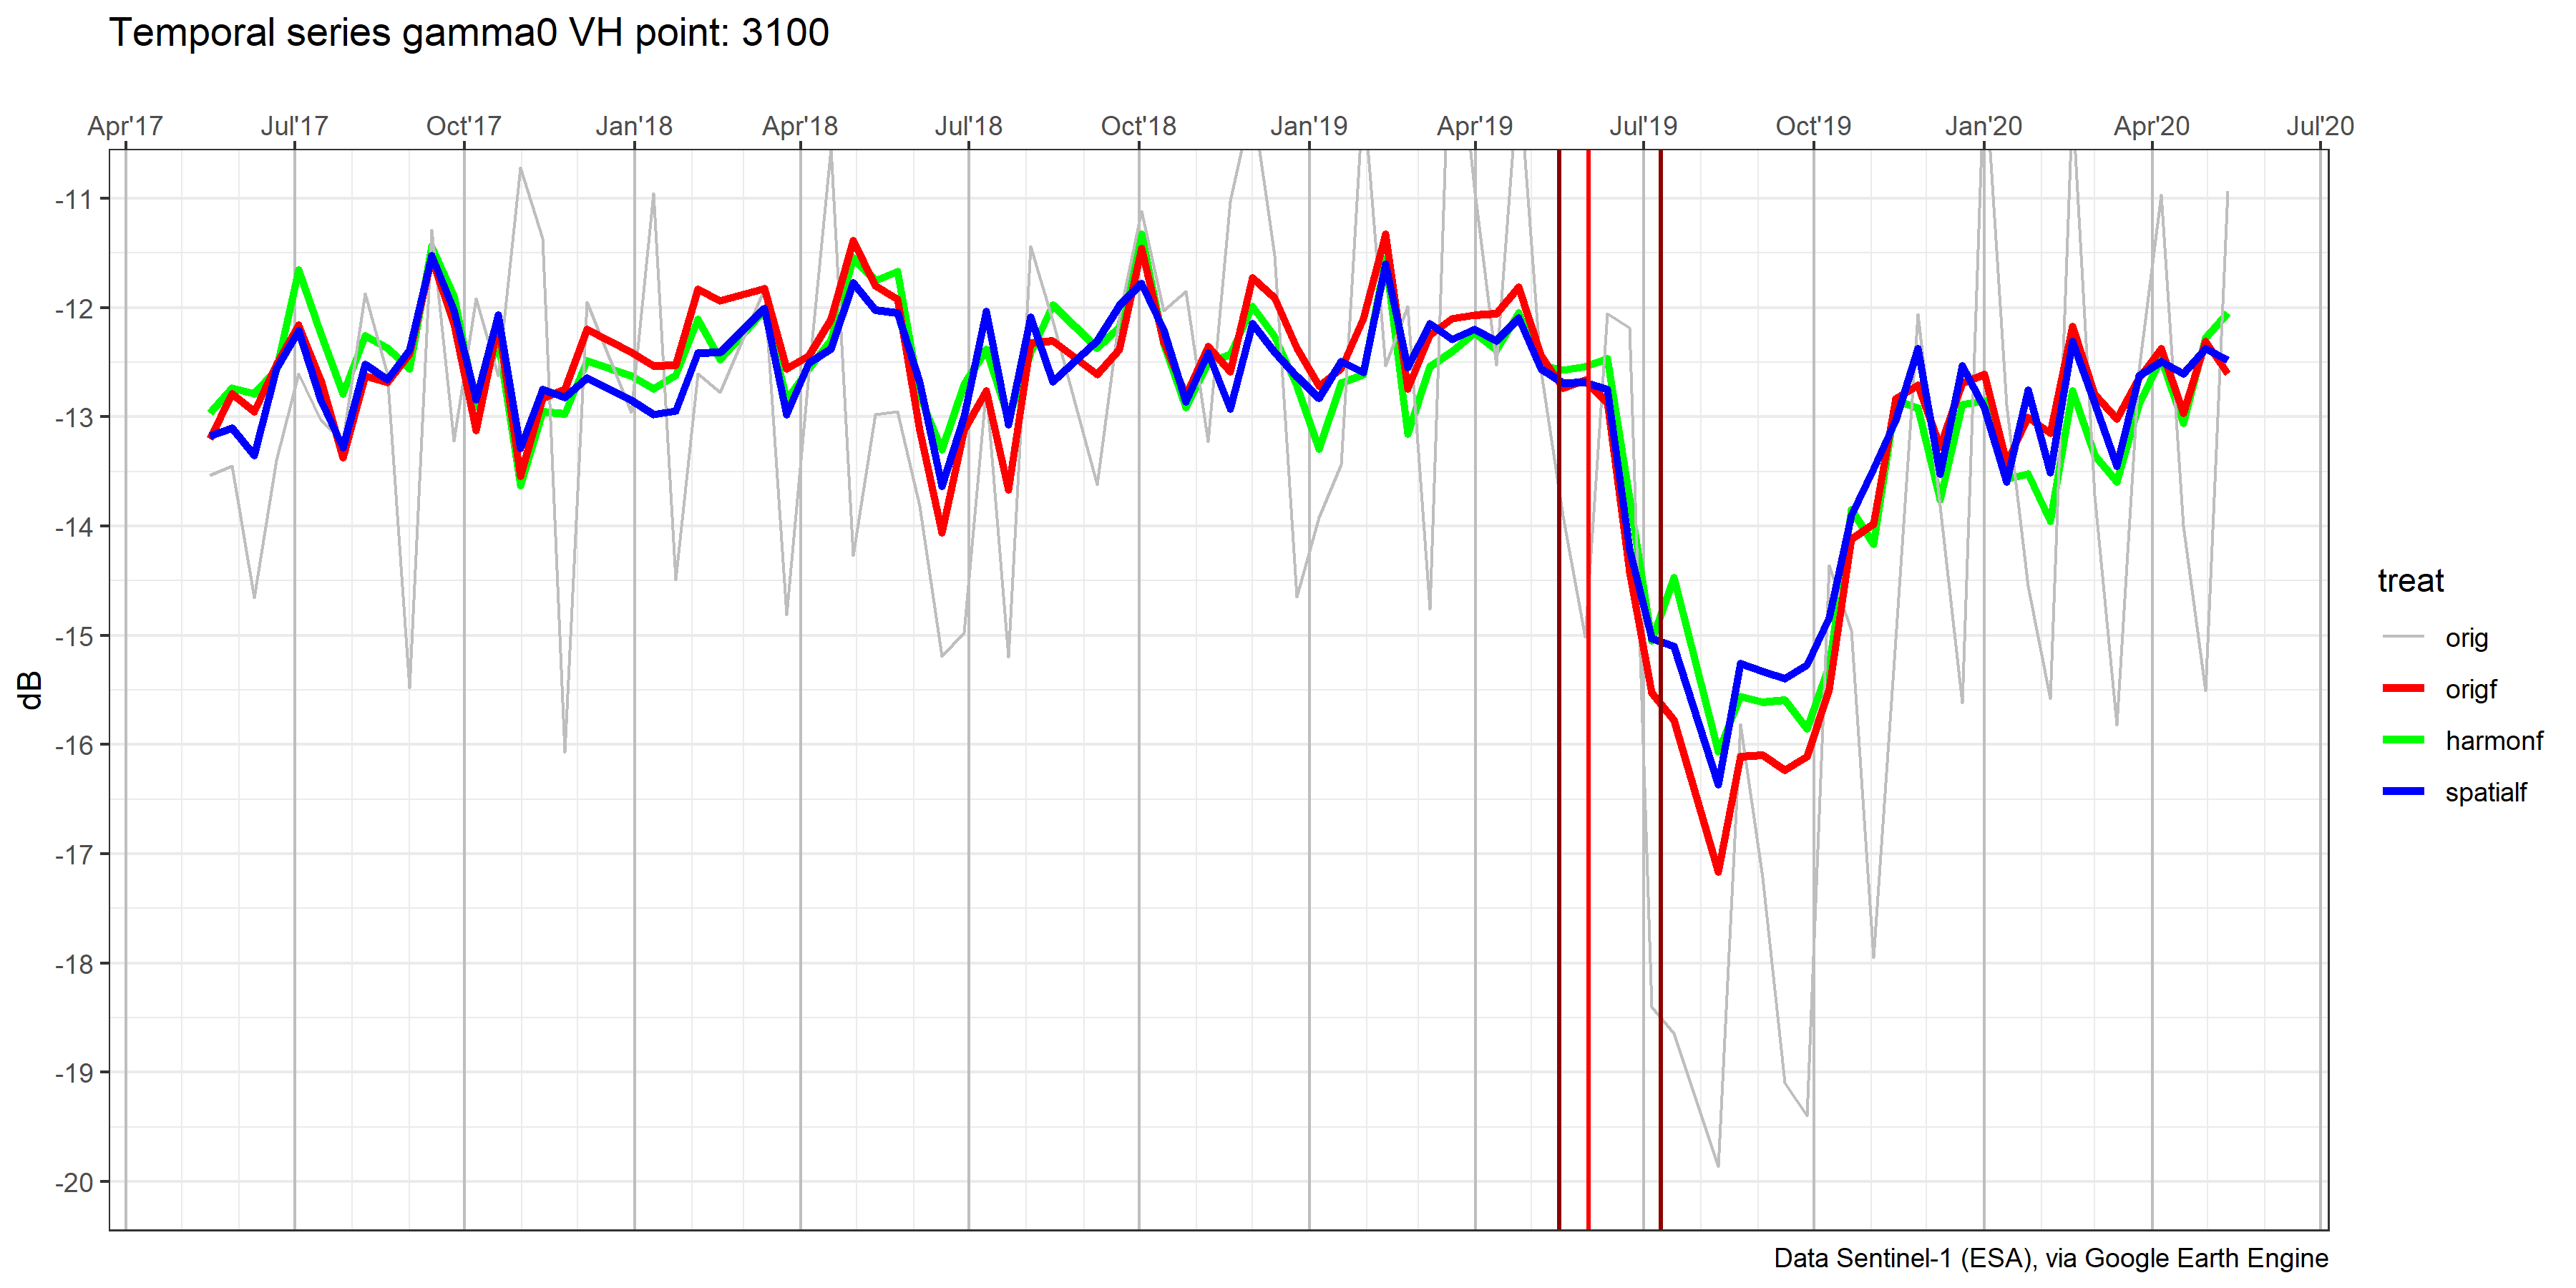 Temporal series gamma0 VH point: 3100
Apr'17 Jul'17 Oct'17 Jan'18 Apr'18 Jul'18 Oct'18 Jan'19 Apr'19 Jul'19 Oct'19 Jan'20 Apr'20 Jul'20
-11
-12
-13
-14
-15
-16
-17
-18
-19
-20
dB
treat
orig
origf
harmonf
spatialf
Data Sentinel-1 (ESA), via Google Earth Engine